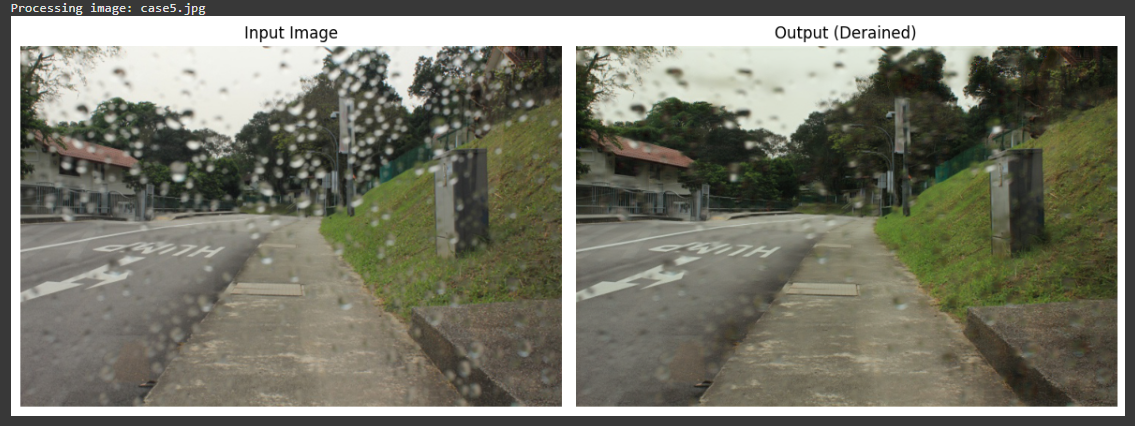 Processing image: case5.jpg
Input Image
Output (Derained)